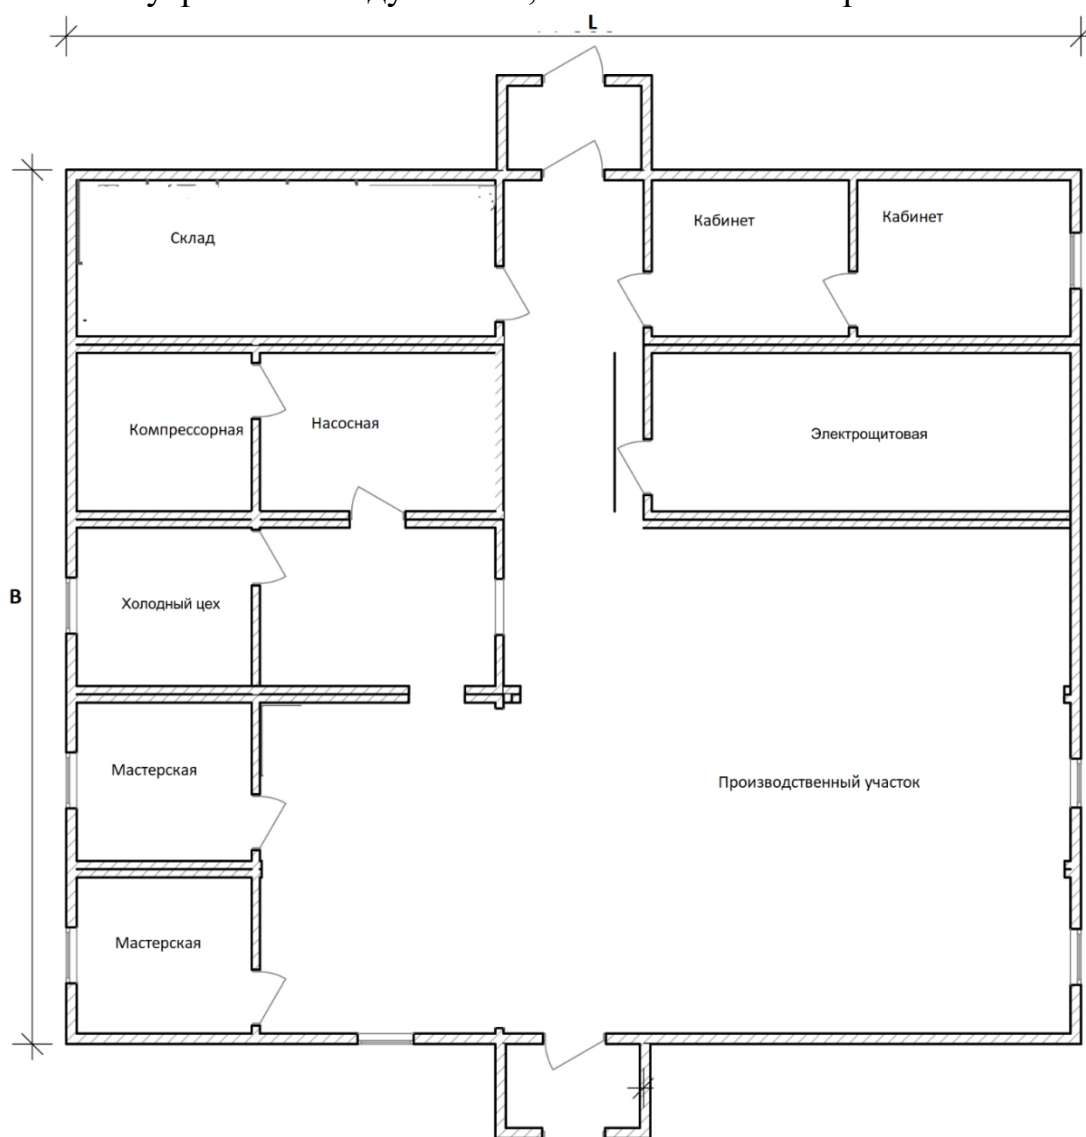 L
Склад
Кабинет
Кабинет
Компрессорная
Насосная
Электрощитовая
B
Холодный цех
Мастерская
Производственный участок
Мастерская